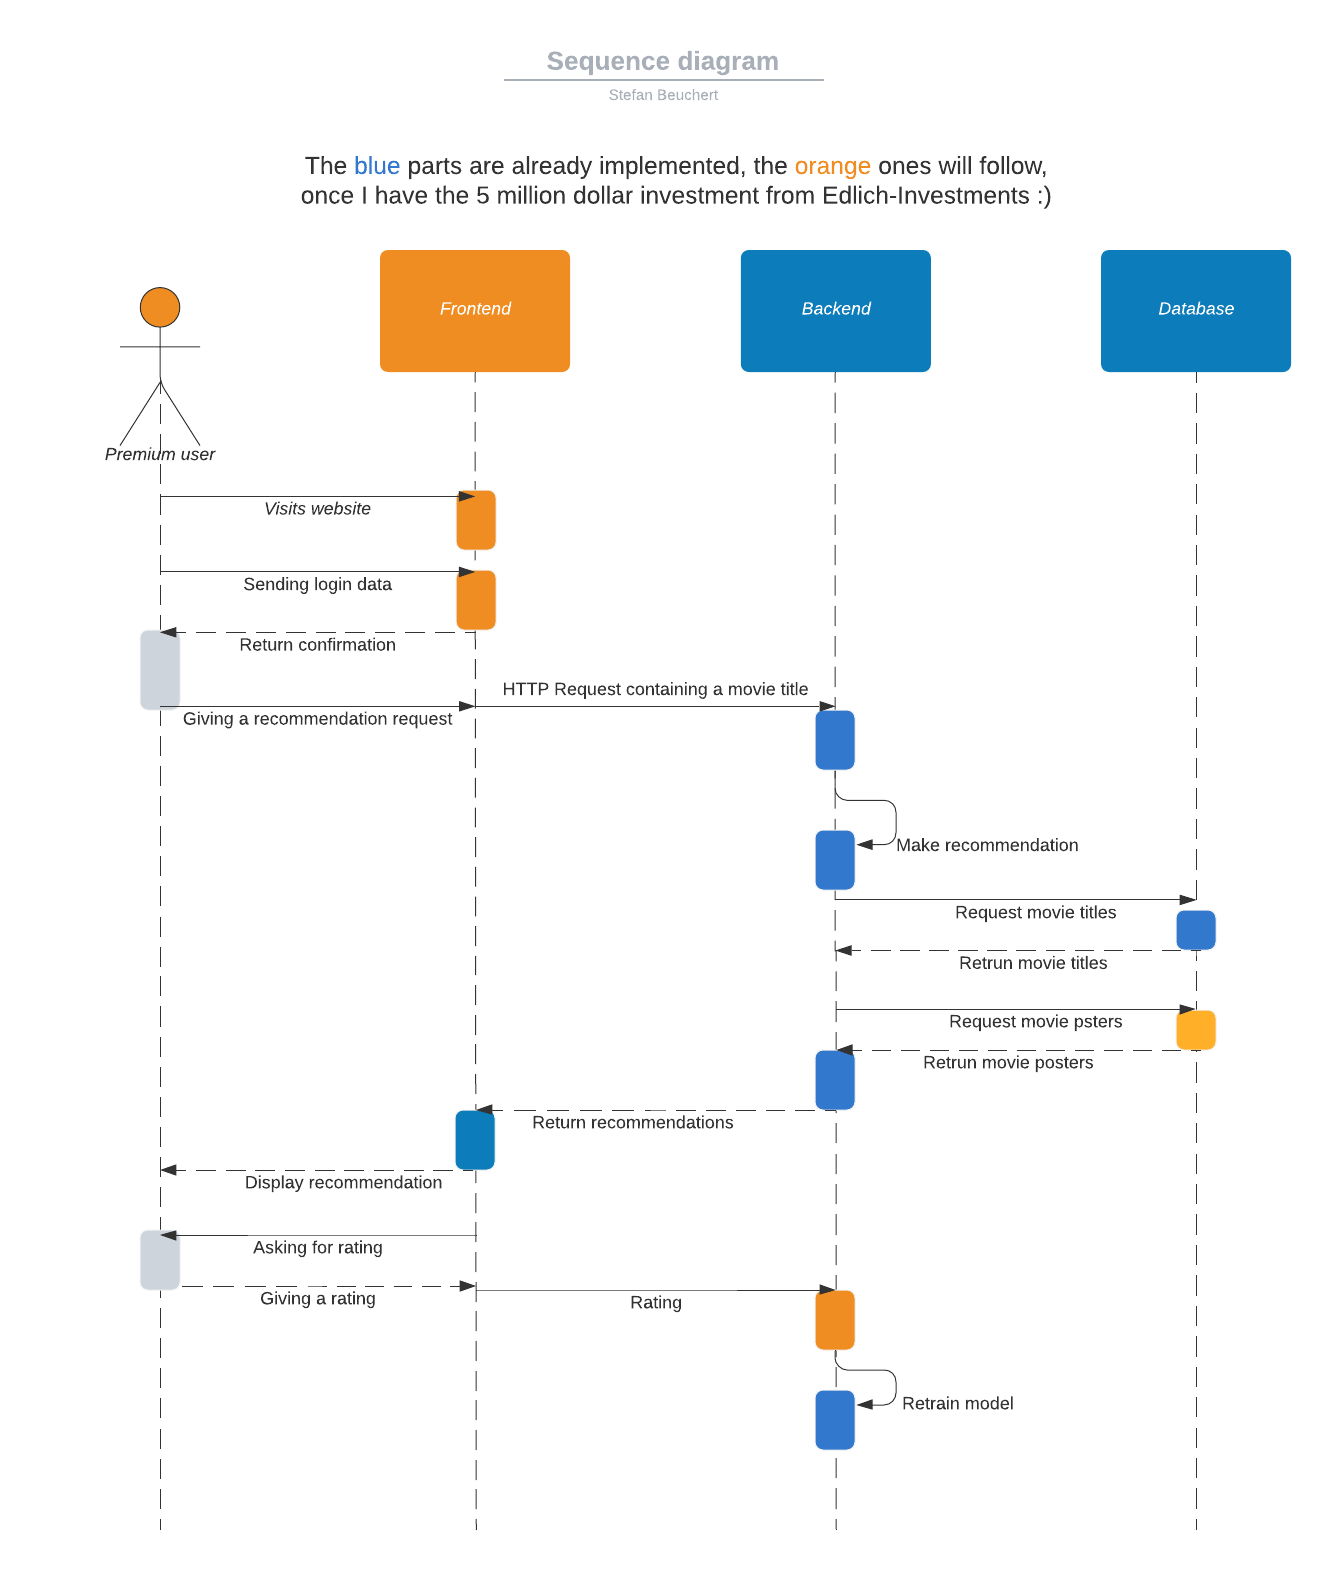 Sequence diagram
Stefan Beuchert
The blue parts are already implemented, the orange ones will follow,
once I have the 5 million dollar investment from Edlich-Investments :)
Frontend
Backend
Database
Premium user
Visits website
Sending login data
Return confirmation
HTTP Request containing a movie title
Giving a recommendation request
Make recommendation
Request movie titles
Retrun movie titles
Request movie psters
Retrun movie posters
Return recommendations
Display recommendation
Asking for rating
Giving a rating
Rating
Retrain model